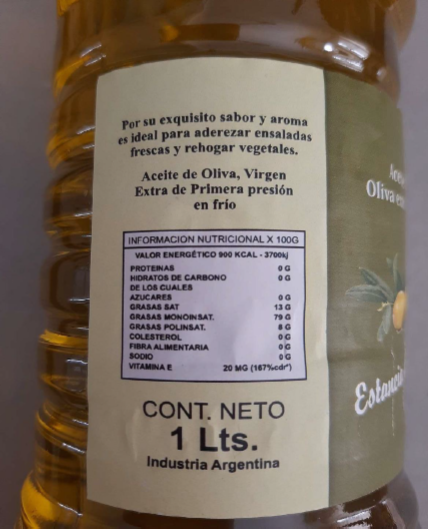 Por su exquisito sabor y aroma
es ideal para aderezar ensaladas
frescas y rehogar vegetales.
Aceite de Oliva, Virgen
Extra de Primera presión
en frío
INFORMACION NUTRICIONAL X 100G
VALOR ENERGÉTICO 900 KCAL - 3700kj
PROTEINAS 0 G
HIDRATOS DE CARBONO 0 G
DE LOS CUALES
AZUCARES 0 G
GRASAS SAT 13 G
GRASAS MONOINSAT. 79 G
GRASAS POLINSAT. 8 G
COLESTEROL 0 G
FIBRA ALIMENTARIA 0 G
SODIO 0 G
VITAMINA E 20 MG (167%cdr*)
CONT. NETO
1 Lts.
Industria Argentina
Oliva